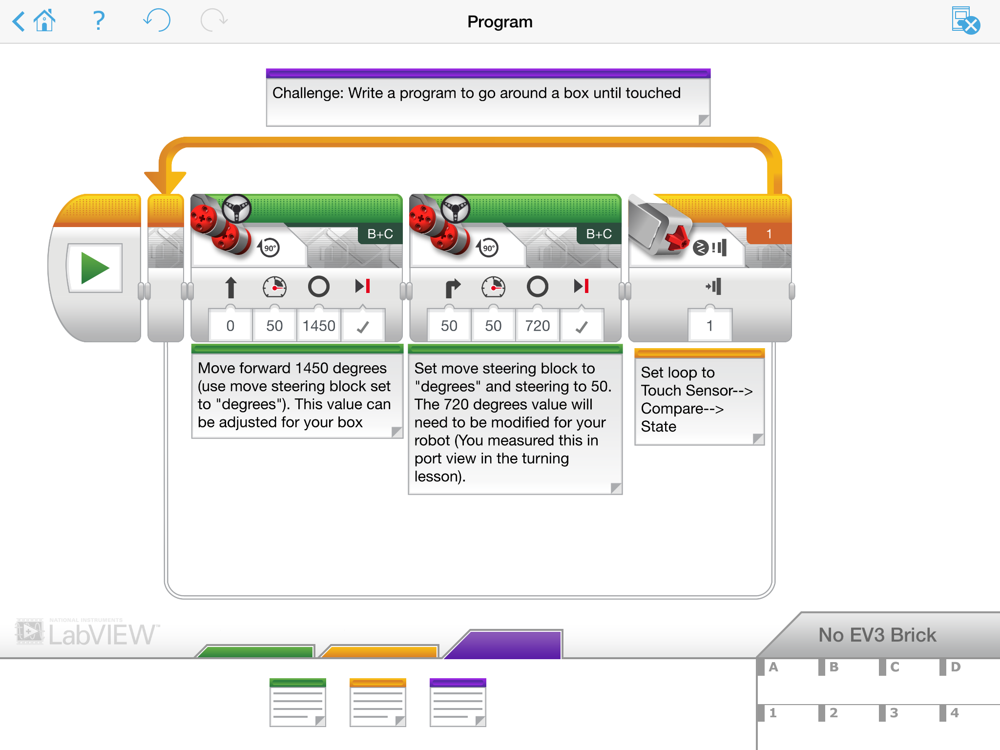 ?
Program
Challenge: Write a program to go around a box until touched
B+C
B+C
1
90°
90°
0
50
1450
50
50
720
1
Move forward 1450 degrees
(use move steering block set
to "degrees"). This value can
be adjusted for your box
Set move steering block to
"degrees" and steering to 50.
The 720 degrees value will
need to be modified for your
robot (You measured this in
port view in the turning
lesson).
Set loop to
Touch Sensor-->
Compare-->
State
NATIONAL INSTRUMENTS
LabVIEW™
No EV3 Brick
A B C D
1 2 3 4